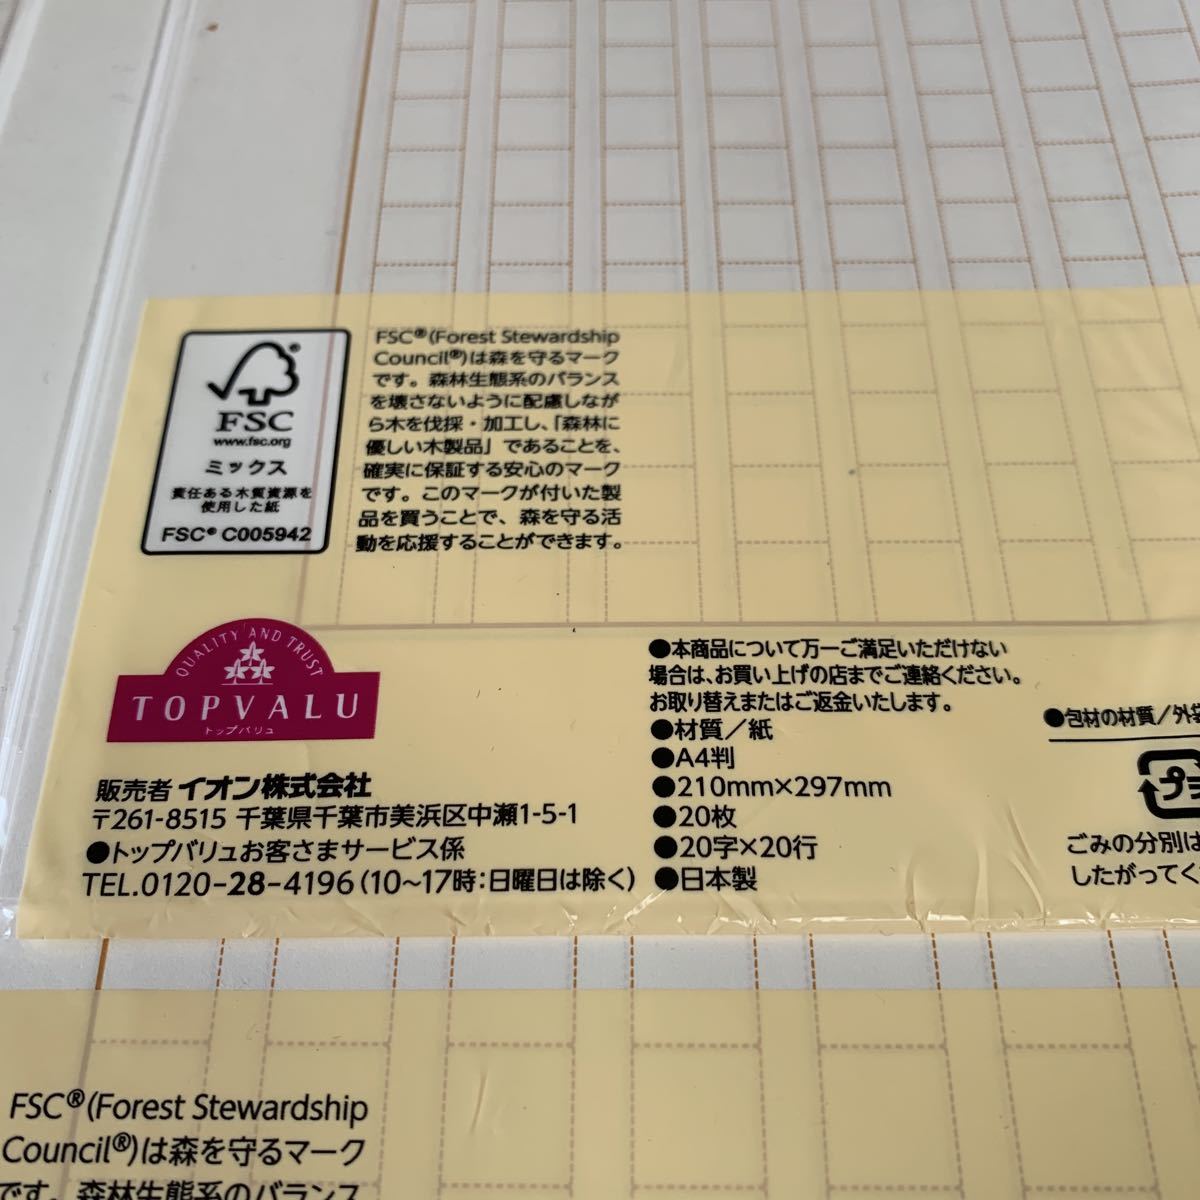 FSC
www.fsc.org
ミックス
責任ある木質資源を
使用した紙
FSC® C005942
FSC®(Forest Stewardship
Council®)は森を守るマーク
です。森林生態系のバランス
を壊さないように配慮しなが
ら木を伐採・加工し、「森林に
優しい木製品」であることを、
確実に保証する安心のマーク
です。このマークが付いた製
品を買うことで、森を守る活
動を応援することができます。
QUALITY AND TRUST
TOPVALU
トップバリュ
販売者 イオン株式会社
〒261-8515 千葉県千葉市美浜区中瀬1-5-1
●トップバリュお客さまサービス係
TEL.0120-28-4196(10〜17時:日曜日は除く)
●本商品について万一ご満足いただけない
場合は、お買い上げの店までご連絡ください。
お取り替えまたはご返金いたします。
●材質/紙
●A4判
●210mm×297mm
●20枚
●20字×20行
●日本製
●包材の材質/外袋
プラ
ごみの分別は
したがってく
FSC®(Forest Stewardship
Council®)は森を守るマーク
です。森林生態系のバランス